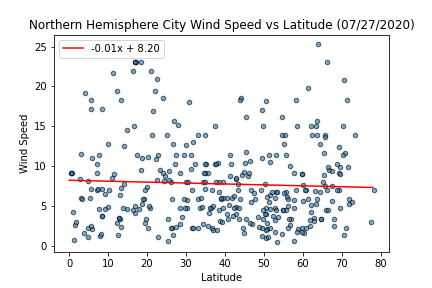 Northern Hemisphere City Wind Speed vs Latitude (07/27/2020)
-0.01x + 8.20
Wind Speed
25
20
15
10
5
0
0 10 20 30 40 50 60 70 80
Latitude